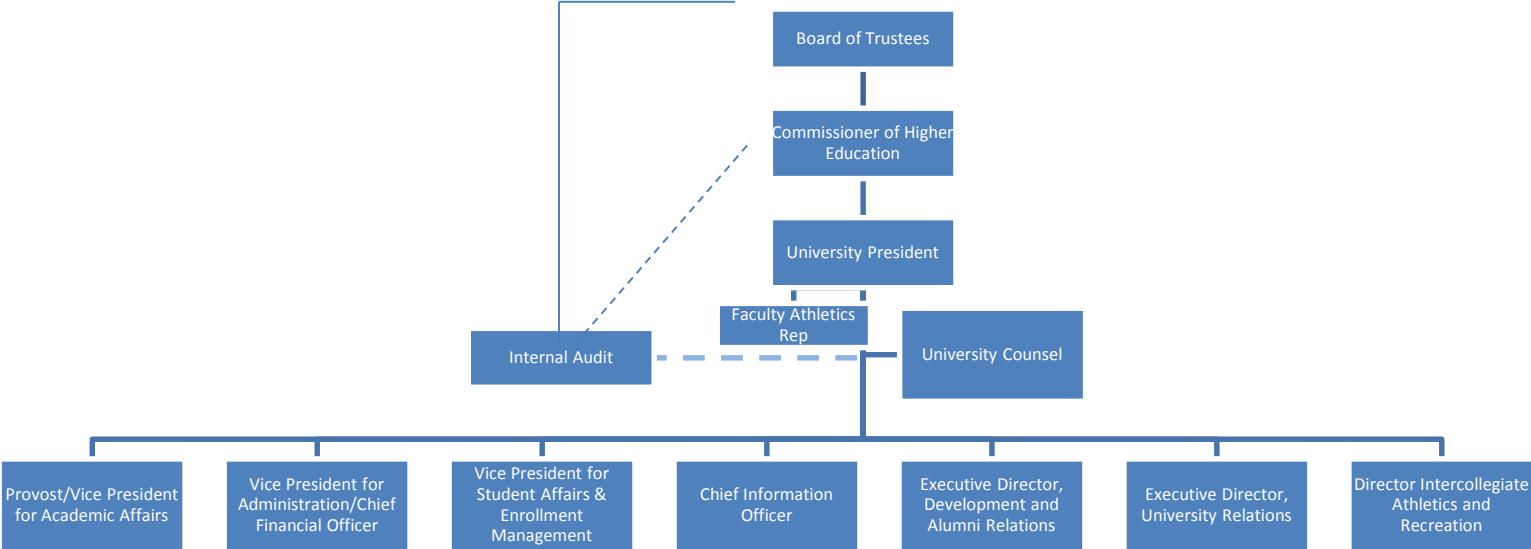 Board of Trustees
Commissioner of Higher
Education
University President
Faculty Athletics
Rep
Internal Audit
University Counsel
Provost/Vice President
for Academic Affairs
Vice President for
Administration/Chief
Financial Officer
Vice President for
Student Affairs &
Enrollment
Management
Chief Information
Officer
Executive Director,
Development and
Alumni Relations
Executive Director,
University Relations
Director Intercollegiate
Athletics and
Recreation